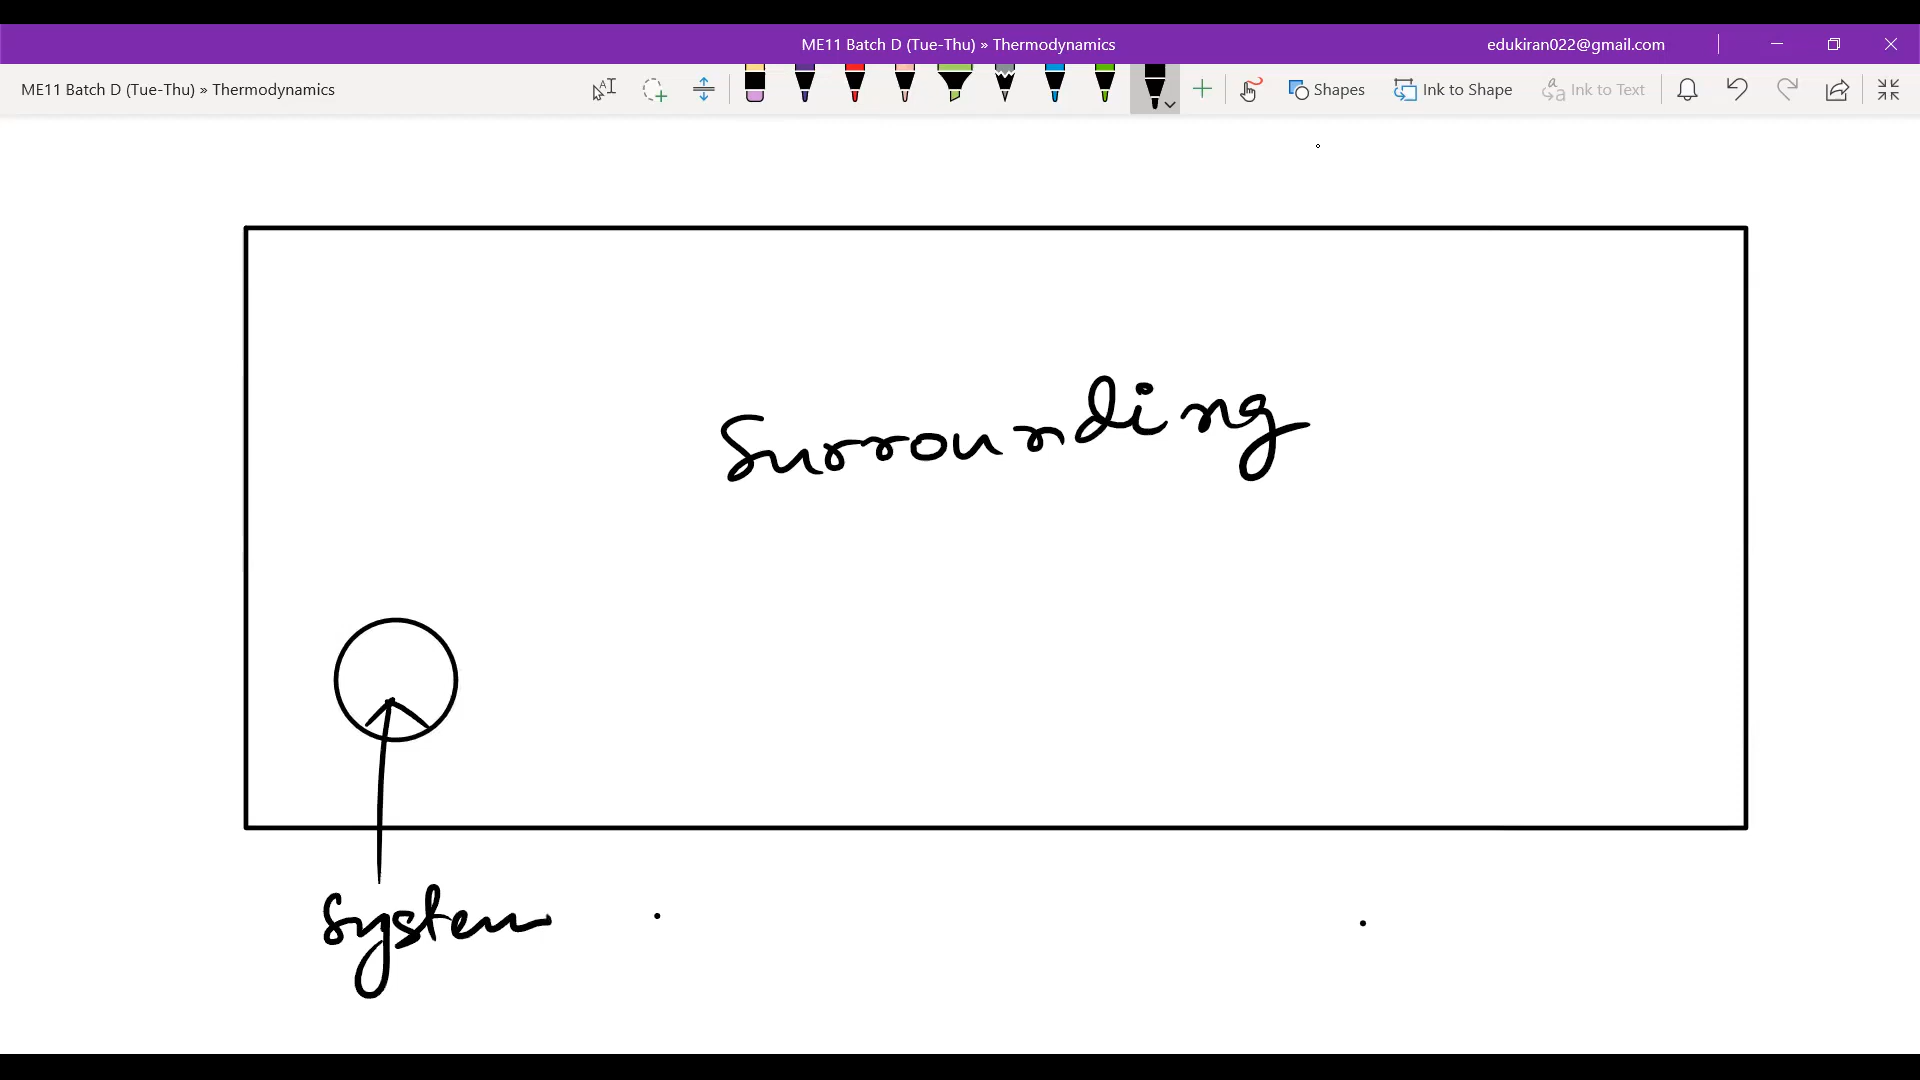 ME11 Batch D (Tue-Thu) » Thermodynamics
edukiran022@gmail.com
ME11 Batch D (Tue-Thu) » Thermodynamics
Shapes
Ink to Shape
Ink to Text
Surrounding
System